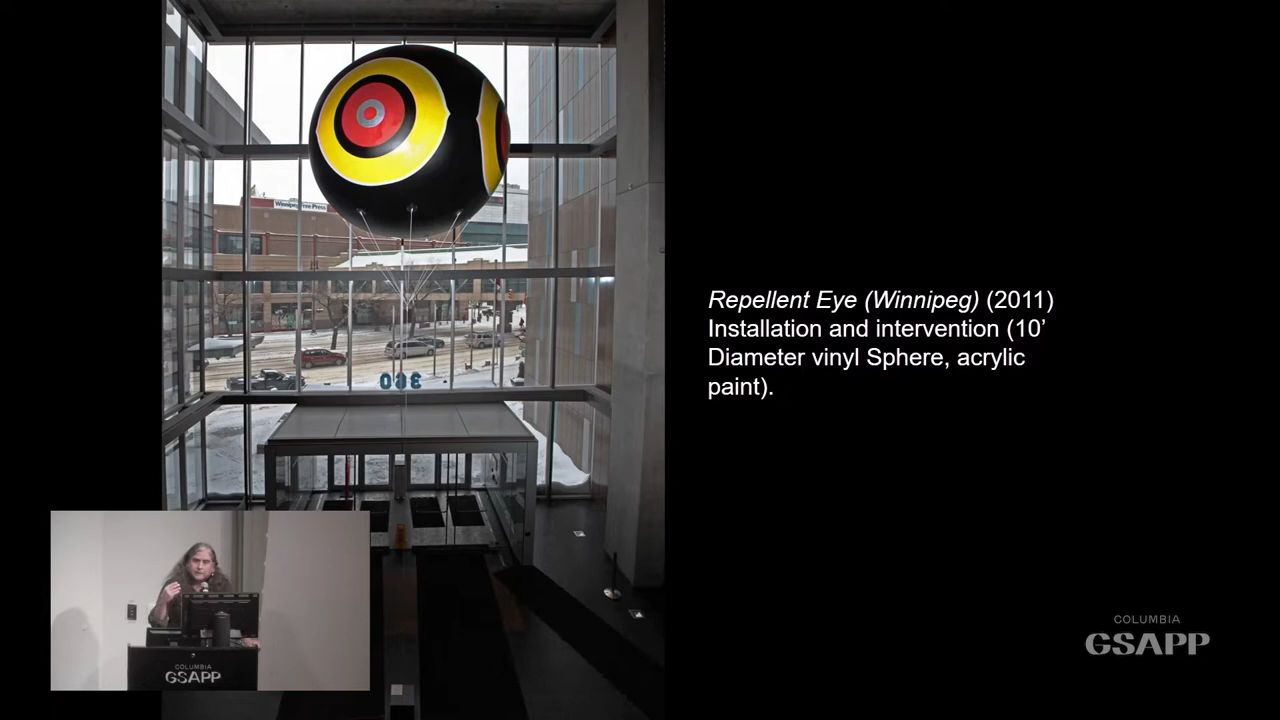 Winnipeg Free Press
360
Repellent Eye (Winnipeg) (2011)
Installation and intervention (10’
Diameter vinyl Sphere, acrylic
paint).
COLUMBIA
GSAPP
COLUMBIA
GSAPP